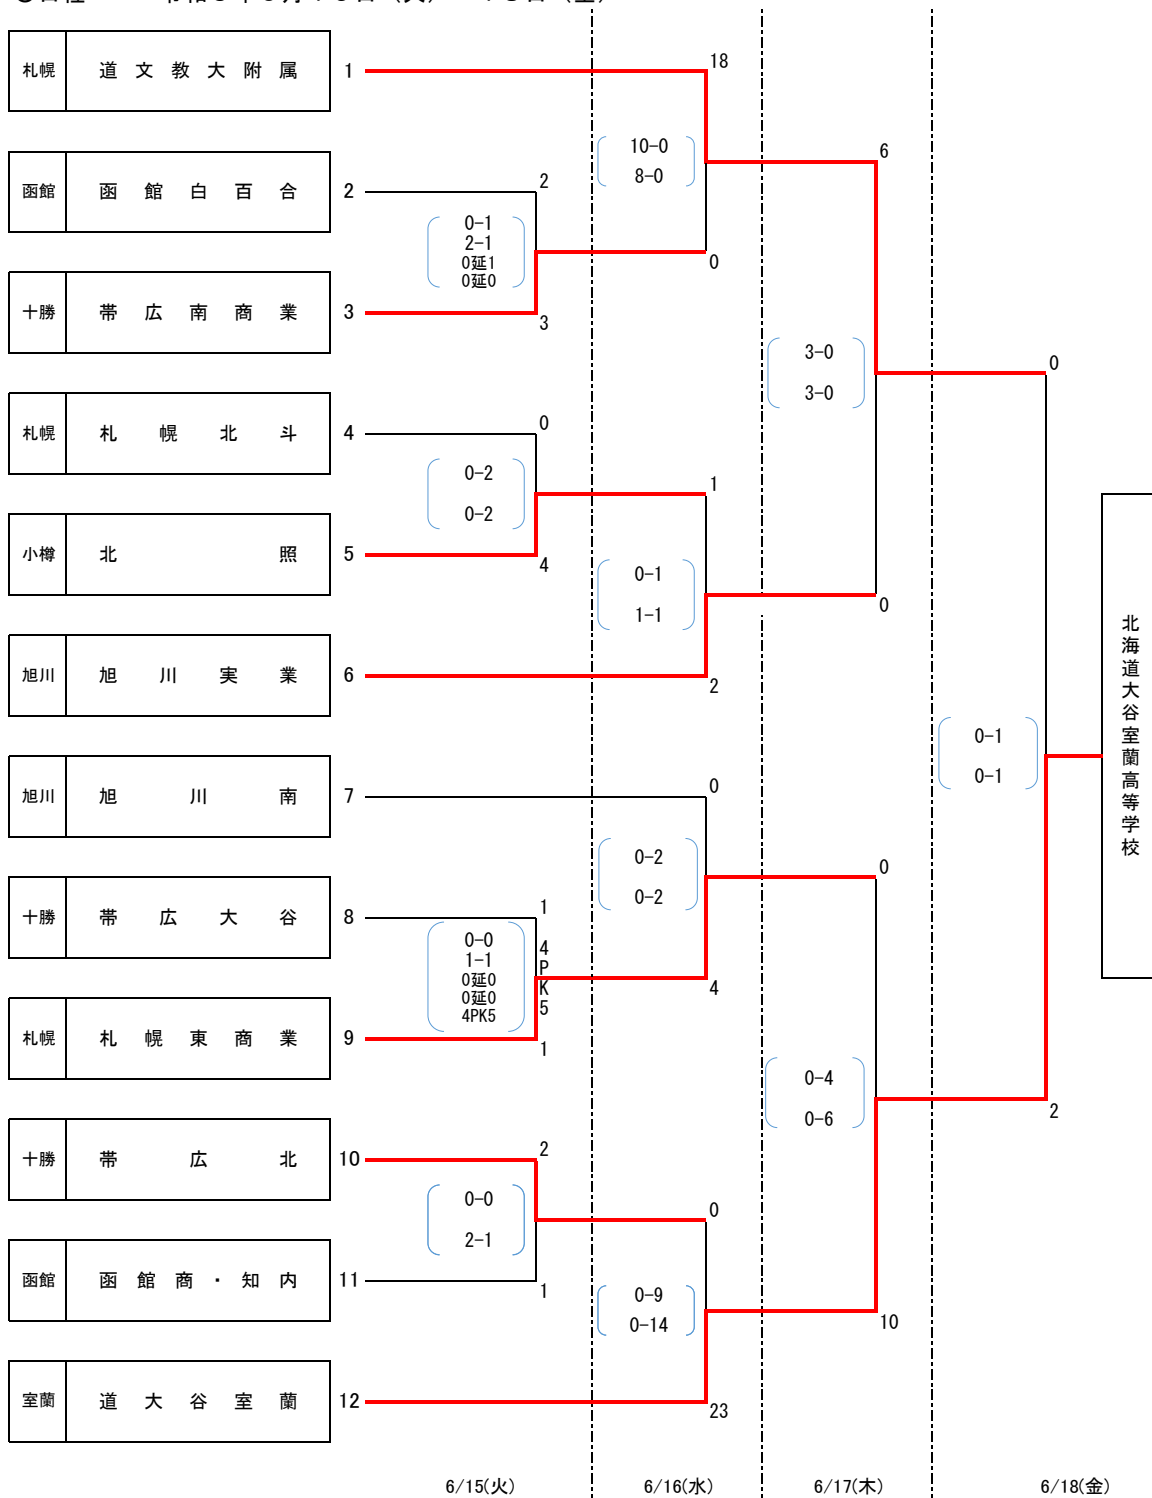 札幌 道文教大附属 1
18
10-0
8-0
6
函館 函館白百合 2
2
0-1
2-1
0延1
0延0
0
十勝 帯広南商業 3
3
3-0
3-0
0
札幌 札幌北斗 4
0
0-2
0-2
1
小樽 北照 5
4
0-1
1-1
0
旭川 旭川実業 6
2
北海道大谷室蘭高等学校
0-1
0-1
旭川 旭川南 7
0
0-2
0-2
0
十勝 帯広大谷 8
1
0-0
1-1
0延0
0延0
4PK5
4PK5
4
札幌 札幌東商業 9
1
0-4
0-6
2
十勝 帯広北 10
2
0-0
2-1
0
函館 函館商・知内 11
1
0-9
0-14
10
室蘭 道大谷室蘭 12
23
6/15(火) 6/16(水) 6/17(木) 6/18(金)